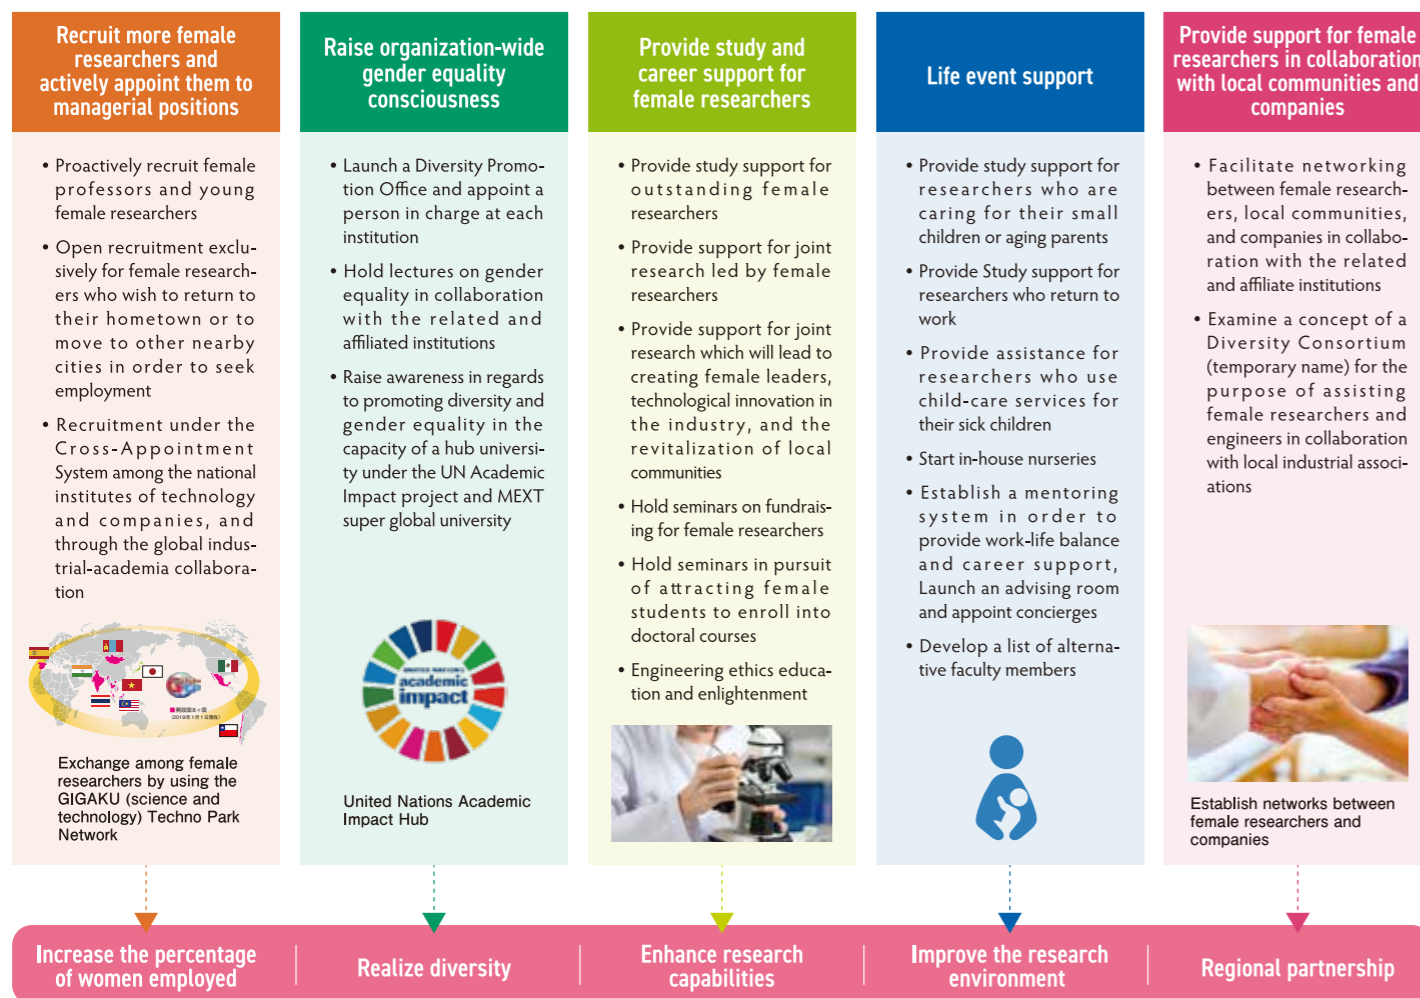 Recruit more female
researchers and
actively appoint them to
managerial positions
• Proactively recruit female
professors and young
female researchers
• Open recruitment exclu-
sively for female research-
ers who wish to return to
their hometown or to
move to other nearby
cities in order to seek
employment
• Recruitment under the
Cross-Appointment
System among the national
institutes of technology
and companies, and
through the global indus-
trial-academia collabora-
tion
(2019年1月1日現在)
Exchange among female
researchers by using the
GIGAKU (science and
technology) Techno Park
Network
Increase the percentage
of women employed
Raise organization-wide
gender equality
consciousness
• Launch a Diversity Promo-
tion Office and appoint a
person in charge at each
institution
• Hold lectures on gender
equality in collaboration
with the related and
affiliated institutions
• Raise awareness in regards
to promoting diversity and
gender equality in the
capacity of a hub universi-
ty under the UN Academic
Impact project and MEXT
super global university
UNITED NATIONS
academic
impact
United Nations Academic
Impact Hub
Realize diversity
Provide study and
career support for
female researchers
• Provide study support for
outstanding female
researchers
• Provide support for joint
research led by female
researchers
• Provide support for joint
research which will lead to
creating female leaders,
technological innovation in
the industry, and the
revitalization of local
communities
• Hold seminars on fundrais-
ing for female researchers
• Hold seminars in pursuit
of attracting female
students to enroll into
doctoral courses
• Engineering ethics educa-
tion and enlightenment
Enhance research
capabilities
Life event support
• Provide study support for
researchers who are
caring for their small
children or aging parents
• Provide Study support for
researchers who return to
work
• Provide assistance for
researchers who use
child-care services for
their sick children
• Start in-house nurseries
• Establish a mentoring
system in order to
provide work-life balance
and career support,
Launch an advising room
and appoint concierges
• Develop a list of alterna-
tive faculty members
Improve the research
environment
Provide support for female
researchers in collaboration
with local communities and
companies
• Facilitate networking
between female research-
ers, local communities,
and companies in collabo-
ration with the related
and affiliate institutions
• Examine a concept of a
Diversity Consortium
(temporary name) for the
purpose of assisting
female researchers and
engineers in collaboration
with local industrial associ-
ations
Establish networks between
female researchers and
companies
Regional partnership